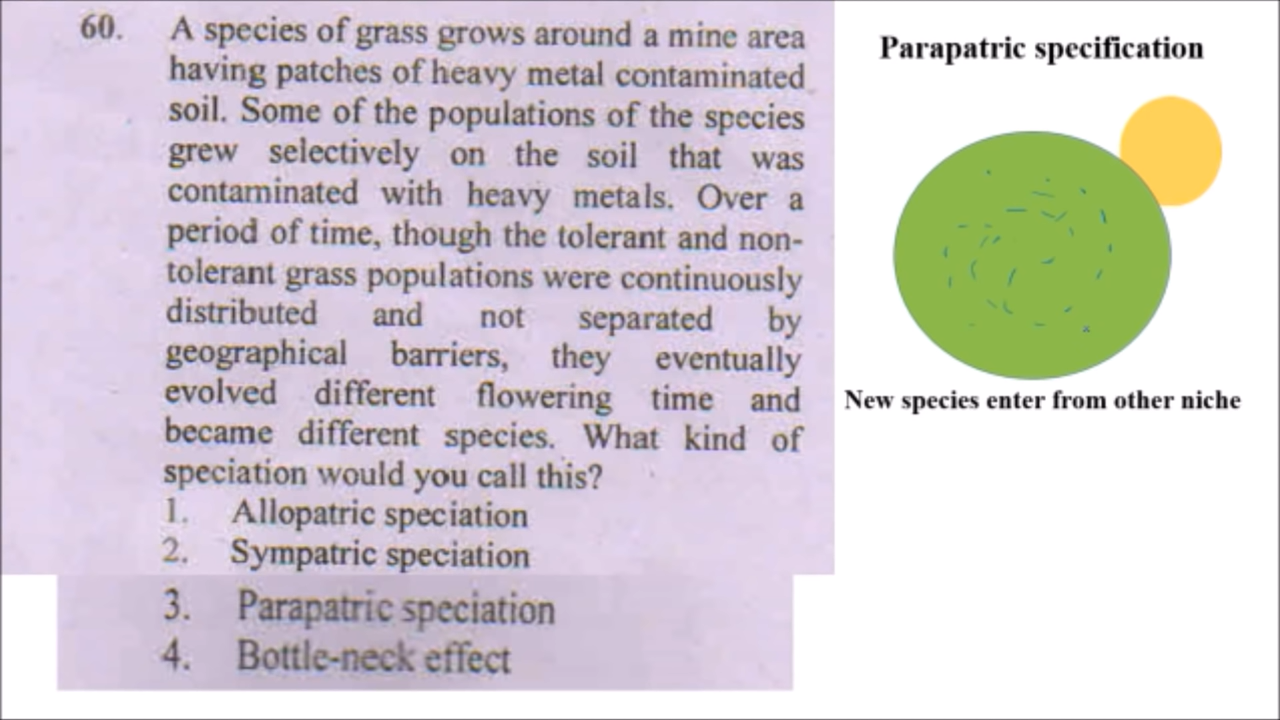 60. A species of grass grows around a mine area
having patches of heavy metal contaminated
soil. Some of the populations of the species
grew selectively on the soil that was
contaminated with heavy metals. Over a
period of time, though the tolerant and non-
tolerant grass populations were continuously
distributed and not separated by
geographical barriers, they eventually
evolved different flowering time and
became different species. What kind of
speciation would you call this?
1. Allopatric speciation
2. Sympatric speciation
3. Parapatric speciation
4. Bottle-neck effect
Parapatric specification
New species enter from other niche